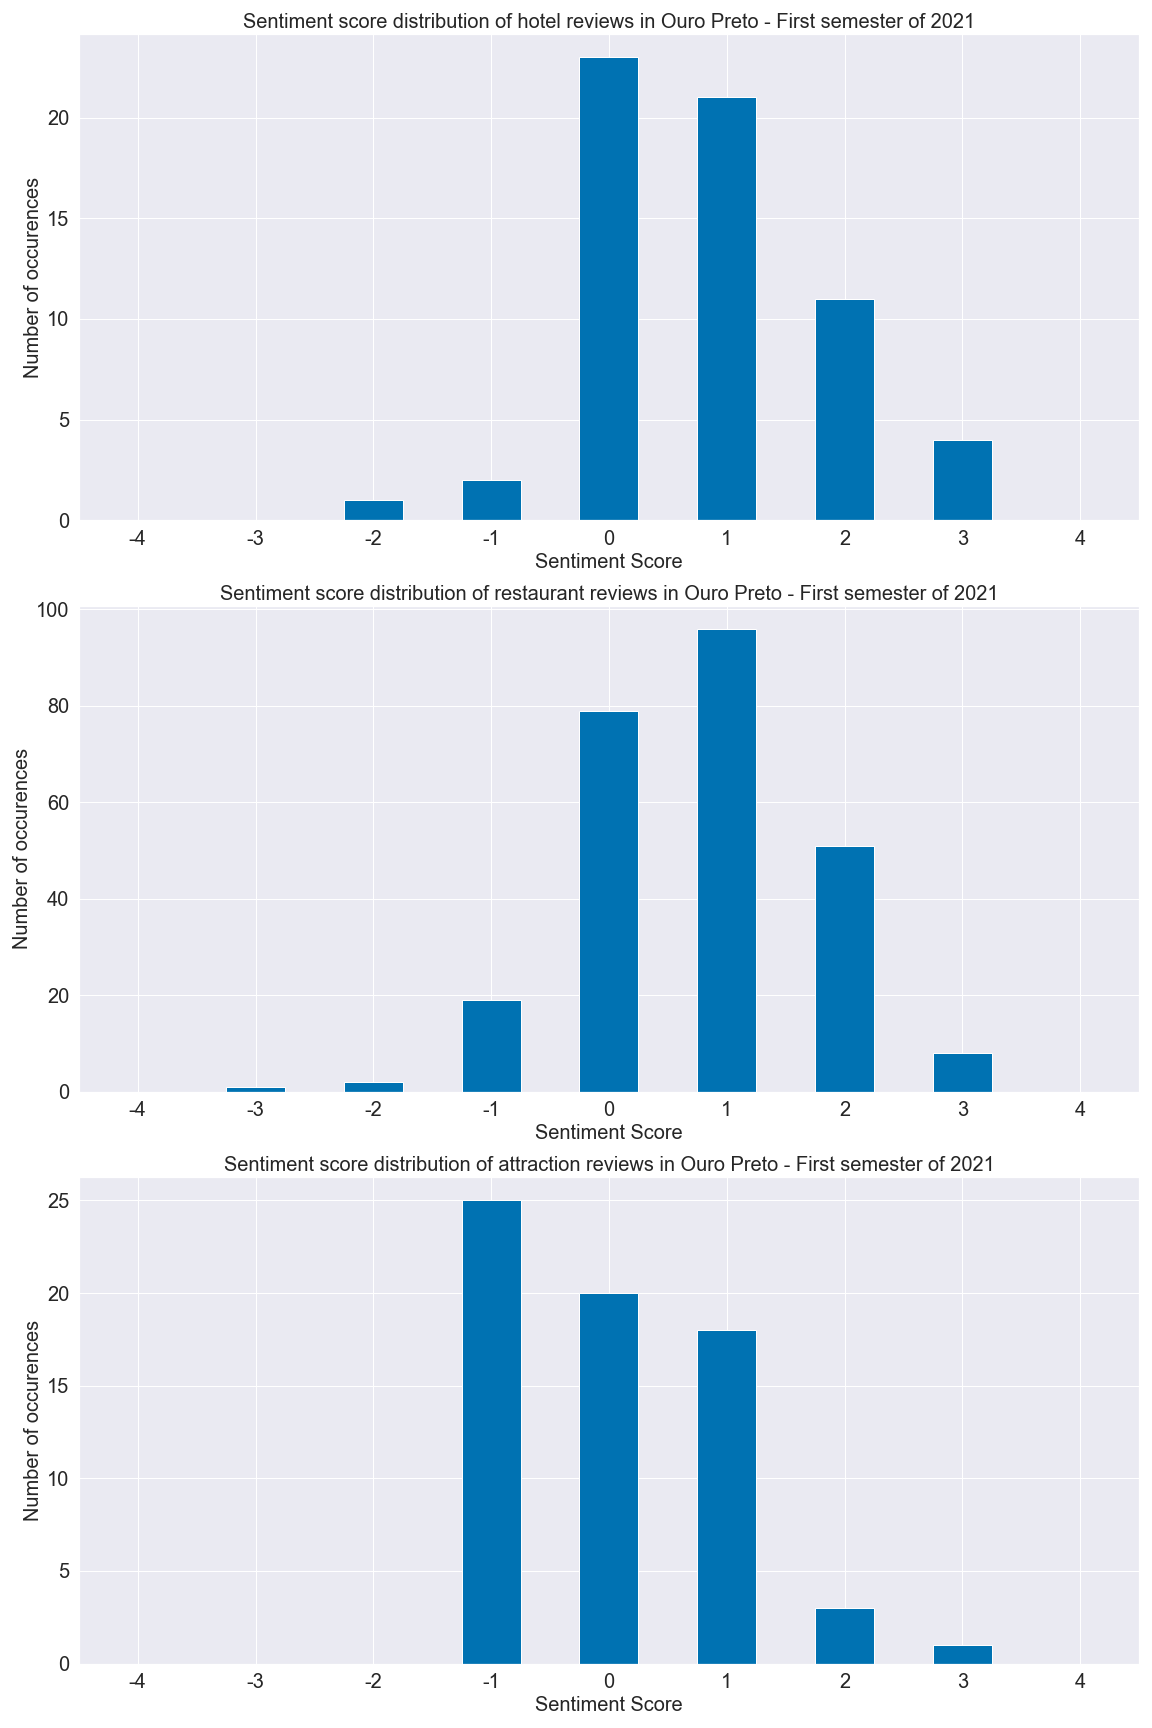 Sentiment score distribution of hotel reviews in Ouro Preto - First semester of 2021
20
15
10
5
0
Number of occurences
-4 -3 -2 -1 0 1 2 3 4
Sentiment Score
Sentiment score distribution of restaurant reviews in Ouro Preto - First semester of 2021
100
80
60
40
20
0
Number of occurences
-4 -3 -2 -1 0 1 2 3 4
Sentiment Score
Sentiment score distribution of attraction reviews in Ouro Preto - First semester of 2021
25
20
15
10
5
0
Number of occurences
-4 -3 -2 -1 0 1 2 3 4
Sentiment Score